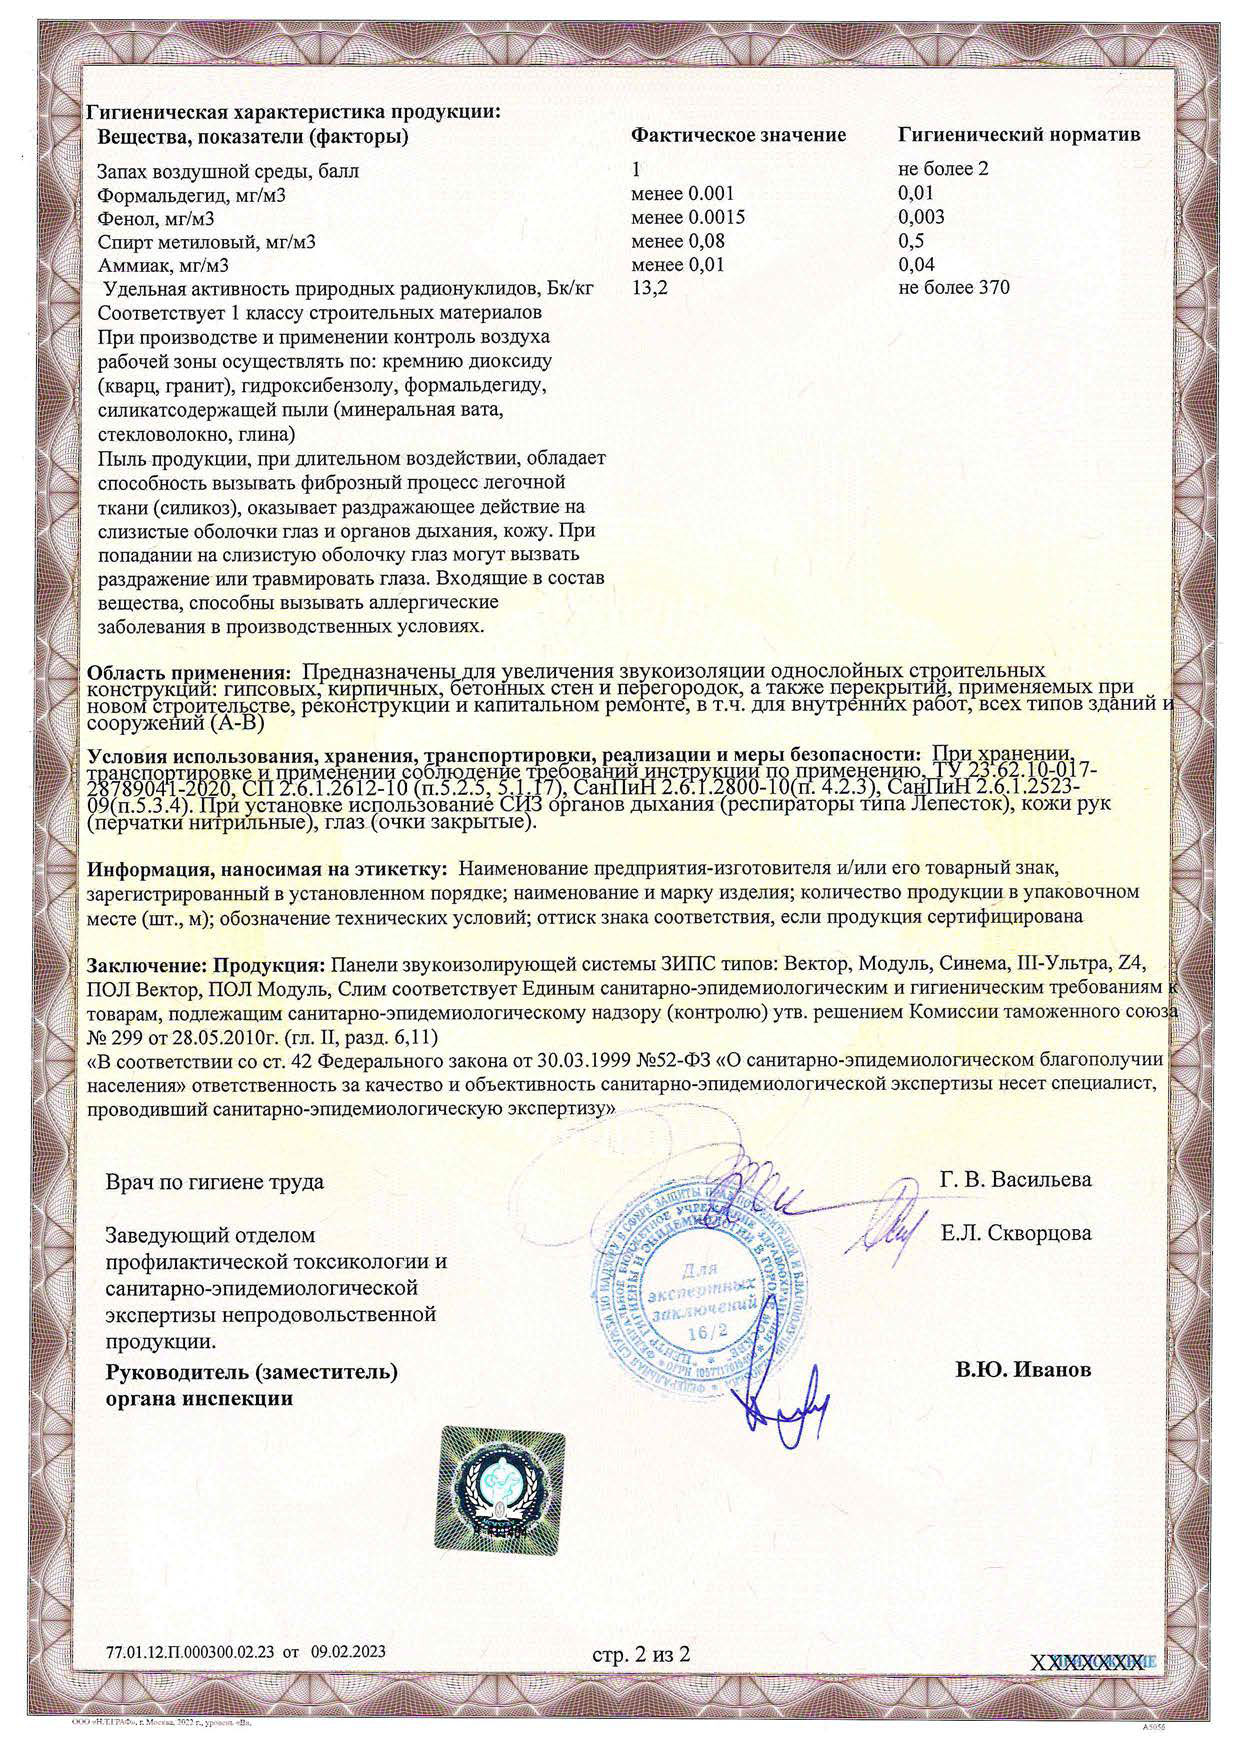 Гигиеническая характеристика продукции:
Вещества, показатели (факторы) Фактическое значение Гигиенический норматив
Запах воздушной среды, балл 1 не более 2
Формальдегид, мг/м3 менее 0.001 0,01
Фенол, мг/м3 менее 0.0015 0,003
Спирт метиловый, мг/м3 менее 0,08 0,5
Аммиак, мг/м3 менее 0,01 0,04
Удельная активность природных радионуклидов, Бк/кг 13,2 не более 370
Соответствует 1 классу строительных материалов
При производстве и применении контроль воздуха
рабочей зоны осуществлять по: кремнию диоксиду
(кварц, гранит), гидроксибензолу, формальдегиду,
силикатсодержащей пыли (минеральная вата,
стекловолокно, глина)
Пыль продукции, при длительном воздействии, обладает
способность вызывать фиброзный процесс легочной
ткани (силикоз), оказывает раздражающее действие на
слизистые оболочки глаз и органов дыхания, кожу. При
попадании на слизистую оболочку глаз могут вызвать
раздражение или травмировать глаза. Входящие в состав
вещества, способны вызывать аллергические
заболевания в производственных условиях.
Область применения: Предназначены для увеличения звукоизоляции однослойных строительных
конструкций: гипсовых, кирпичных, бетонных стен и перегородок, а также перекрытий, применяемых при
новом строительстве, реконструкции и капитальном ремонте, в т.ч. для внутренних работ, всех типов зданий и
сооружений (А-В)
Условия использования, хранения, транспортировки, реализации и меры безопасности: При хранении,
транспортировке и применении соблюдение требований инструкции по применению, ТУ 23.62.10-017-
28789041-2020, СП 2.6.1.2612-10 (п.5.2.5, 5.1.17), СанПиН 2.6.1.2800-10(п. 4.2.3), СанПиН 2.6.1.2523-
09(п.5.3.4). При установке использование СИЗ органов дыхания (респираторы типа Лепесток), кожи рук
(перчатки нитрильные), глаз (очки закрытые).
Информация, наносимая на этикетку: Наименование предприятия-изготовителя и/или его товарный знак,
зарегистрированный в установленном порядке; наименование и марку изделия; количество продукции в упаковочном
месте (шт., м); обозначение технических условий; оттиск знака соответствия, если продукция сертифицирована
Заключение: Продукция: Панели звукоизолирующей системы ЗИПС типов: Вектор, Модуль, Синема, III-Ультра, Z4,
ПОЛ Вектор, ПОЛ Модуль, Слим соответствует Единым санитарно-эпидемиологическим и гигиеническим требованиям к
товарам, подлежащим санитарно-эпидемиологическому надзору (контролю) утв. решением Комиссии таможенного союза
№ 299 от 28.05.2010г. (гл. II, разд. 6,11)
«В соответствии со ст. 42 Федерального закона от 30.03.1999 №52-ФЗ «О санитарно-эпидемиологическом благополучии
населения» ответственность за качество и объективность санитарно-эпидемиологической экспертизы несет специалист,
проводивший санитарно-эпидемиологическую экспертизу»
Врач по гигиене труда Г. В. Васильева
Заведующий отделом Е.Л. Скворцова
профилактической токсикологии и
санитарно-эпидемиологической
экспертизы непродовольственной
продукции.
Для
экспертных
заключений
16/2
Руководитель (заместитель) В.Ю. Иванов
органа инспекции
77.01.12.П.000300.02.23 от 09.02.2023 стр. 2 из 2
ПРИЛОЖЕНИЕ
ООО «Н.Т.ГРАФ», г. Москва, 2022 г., уровень «В».
А5056